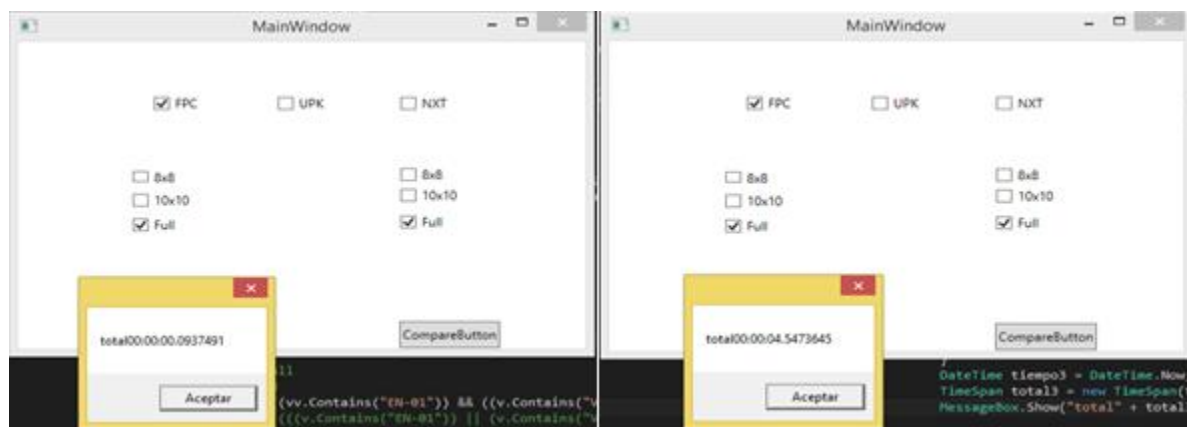 MainWindow
FPC UPK NXT
8x8 8x8
10x10 10x10
Full Full
total00:00:00.0937491
CompareButton
Aceptar
(vv.Contains("EN-01")) && ((v.Contains("V
(((v.Contains("EN-01")) || (v.Contains("V
MainWindow
FPC UPK NXT
8x8 8x8
10x10 10x10
Full Full
total00:00:04.5473645
CompareButton
Aceptar
DateTime tiempo3 = DateTime.Now
TimeSpan total3 = new TimeSpan(
MessageBox.Show("total" + total